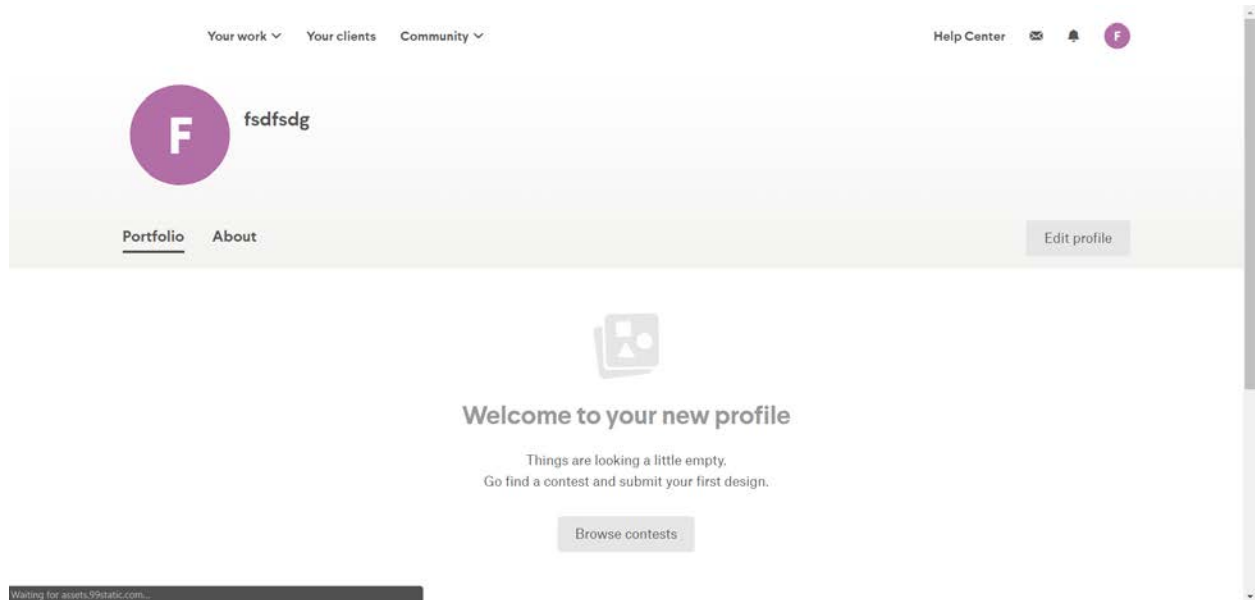 Your work Your clients Community Help Center F
F
fsdfsdg
Portfolio About Edit profile
Welcome to your new profile
Things are looking a little empty.
Go find a contest and submit your first design.
Browse contests
Waiting for assets.99static.com...